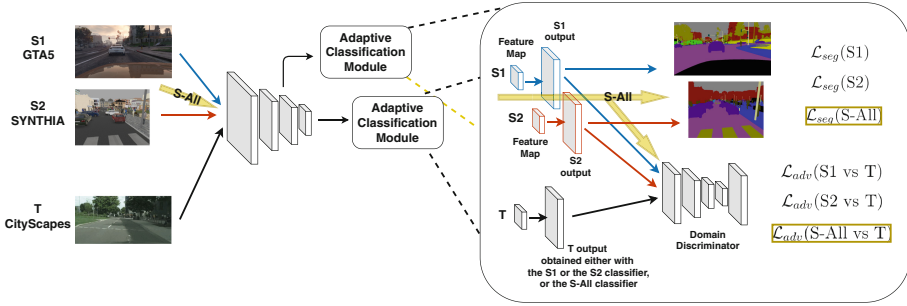 S1
GTA5
S2
SYNTHIA
T
CityScapes
S-All
Adaptive
Classification
Module
Adaptive
Classification
Module
Feature
Map
S1
output
S1
S-All
S2
Feature
Map
S2
output
T
T output
obtained either with
the S1 or the S2 classifier,
or the S-All classifier
Domain
Discriminator
ℒseg(S1)
ℒseg(S2)
ℒseg(S-All)
ℒadv(S1 vs T)
ℒadv(S2 vs T)
ℒadv(S-All vs T)